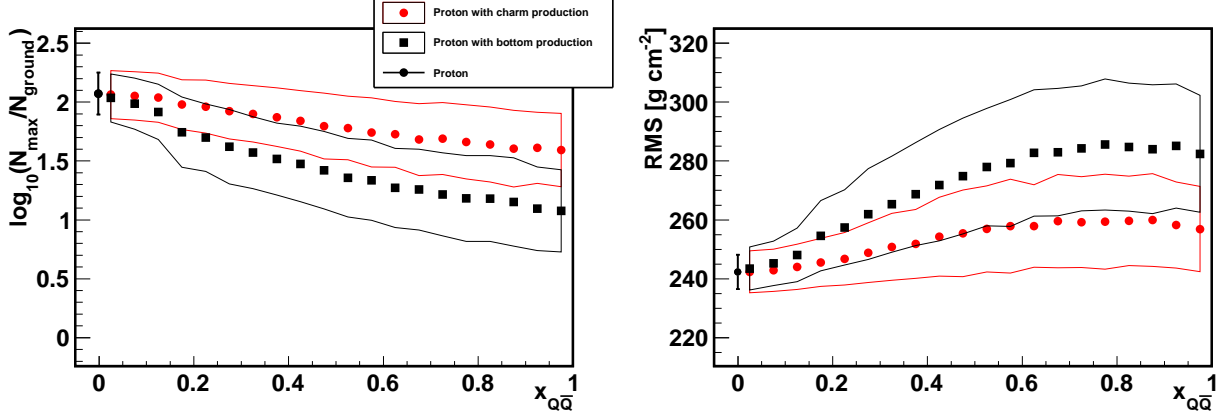 Proton with charm production
Proton with bottom production
Proton
log10(Nmax/Nground)
2.5
2
1.5
1
0.5
0
0 0.2 0.4 0.6 0.8 1
xQQ̅
RMS [g cm-2]
320
300
280
260
240
220
0 0.2 0.4 0.6 0.8 1
xQQ̅